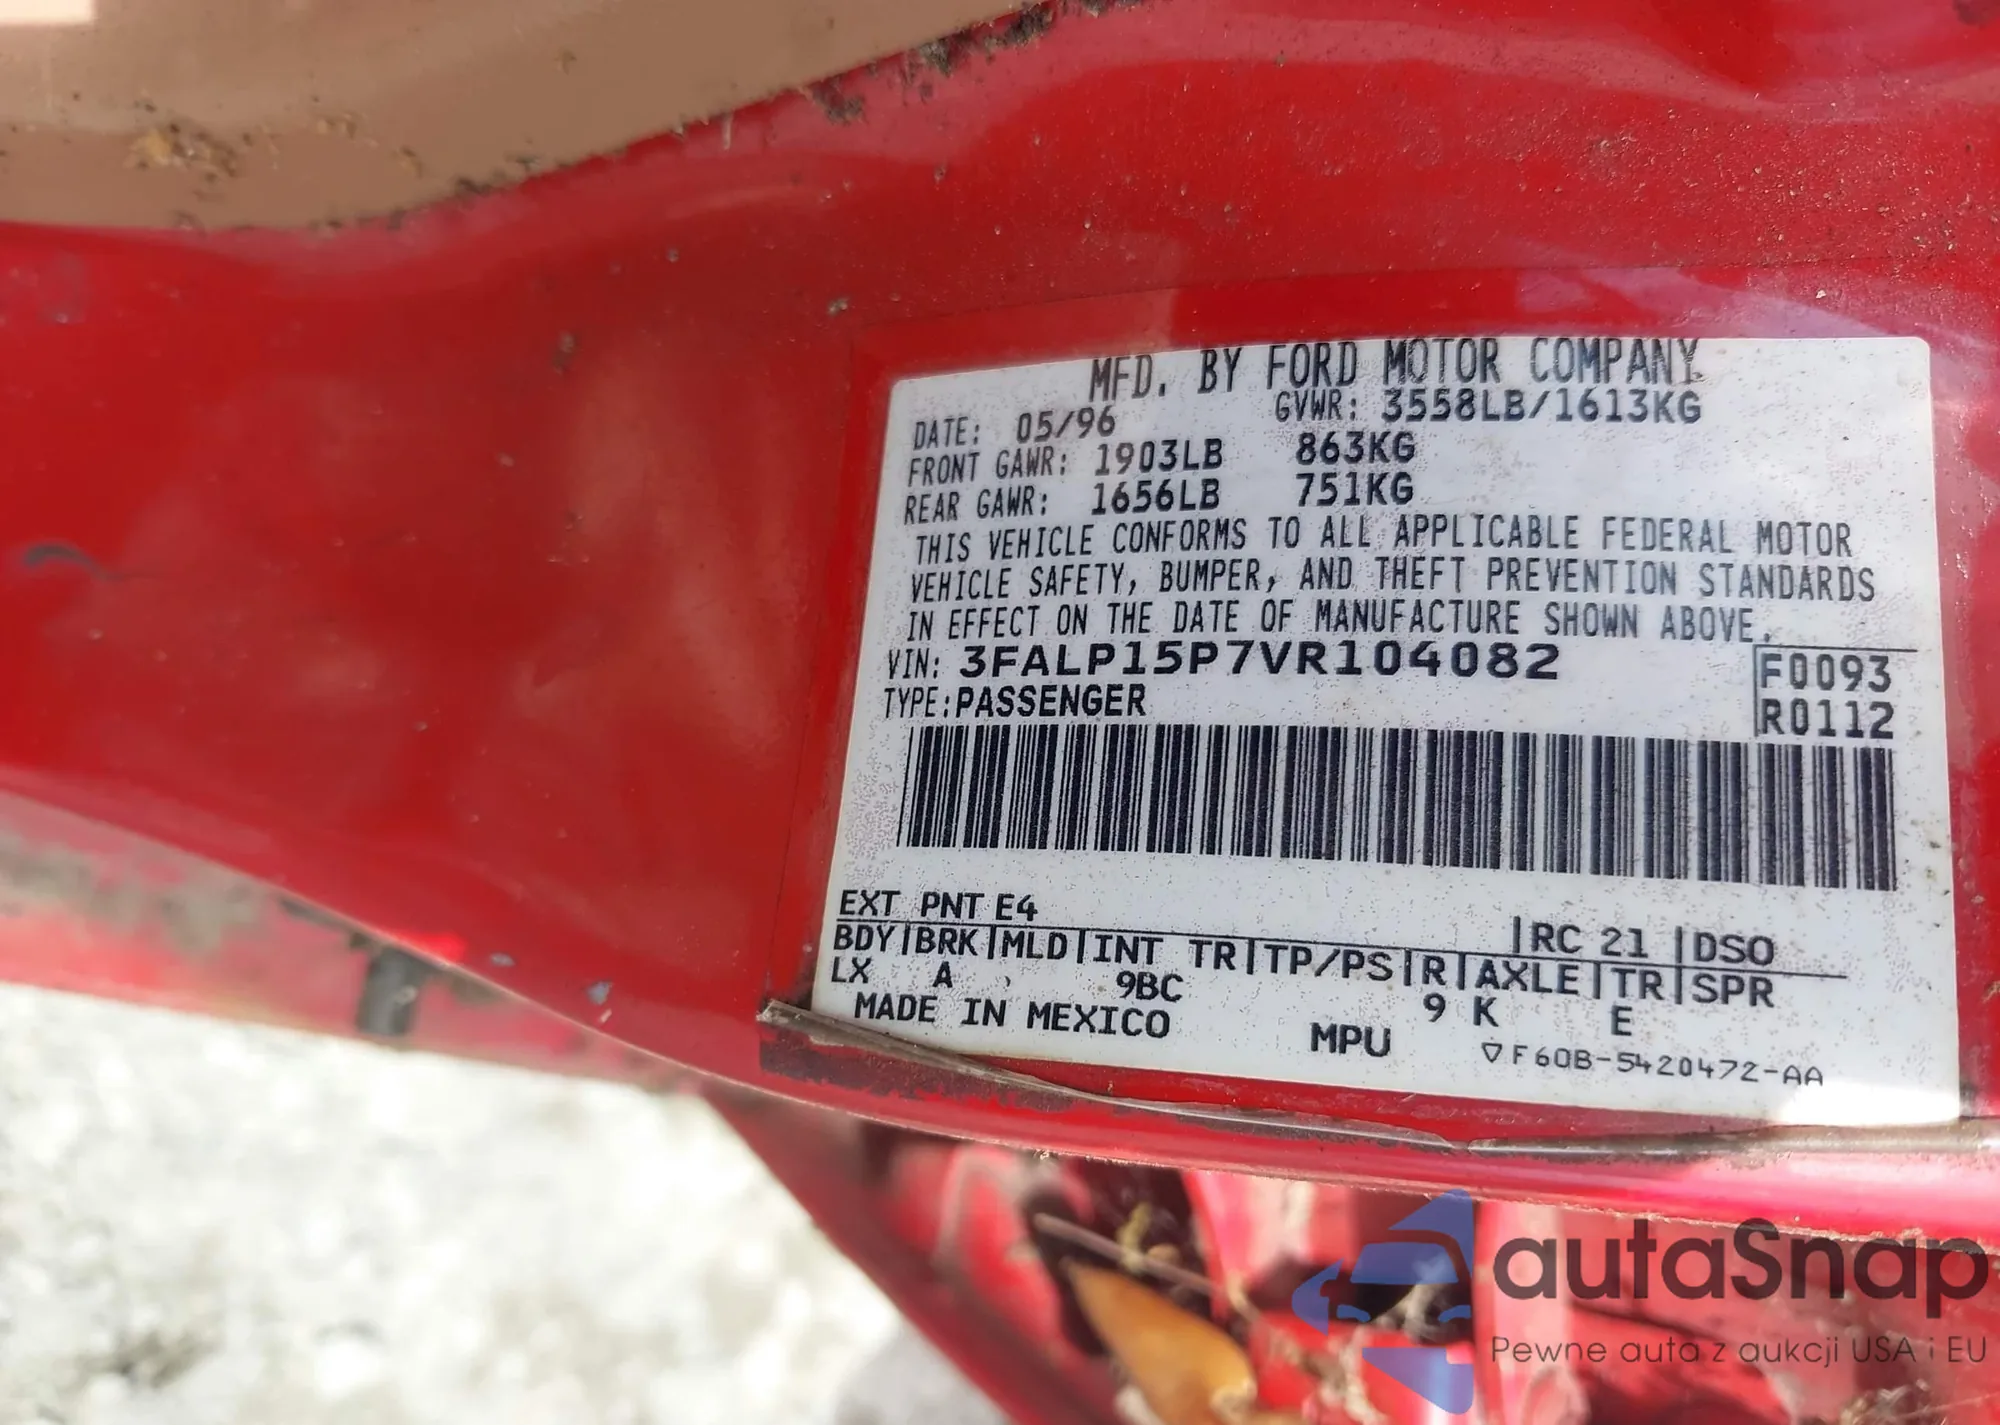 MFD. BY FORD MOTOR COMPANY
DATE: 05/96 GVWR: 3558LB/1613KG
FRONT GAWR: 1903LB 863KG
REAR GAWR: 1656LB 751KG
THIS VEHICLE CONFORMS TO ALL APPLICABLE FEDERAL MOTOR
VEHICLE SAFETY, BUMPER, AND THEFT PREVENTION STANDARDS
IN EFFECT ON THE DATE OF MANUFACTURE SHOWN ABOVE.
VIN: 3FALP15P7VR104082 F0093
TYPE: PASSENGER R0112
EXT PNT E4 |RC 21 |DSO
BDY|BRK|MLD|INT TR|TP/PS|R|AXLE|TR|SPR
LX A 9BC 9 K E
MADE IN MEXICO MPU ▽F60B-5420472-AA
autaSnap
Pewne auta z aukcji USA i EU